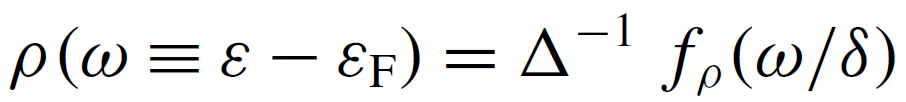 ρ(ω ≡ ε − ε_F) = Δ^{−1} f_ρ(ω/δ)